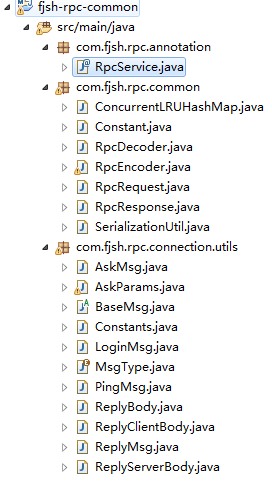 fjsh-rpc-common
src/main/java
com.fjsh.rpc.annotation
RpcService.java
com.fjsh.rpc.common
ConcurrentLRUHashMap.java
Constant.java
RpcDecoder.java
RpcEncoder.java
RpcRequest.java
RpcResponse.java
SerializationUtil.java
com.fjsh.rpc.connection.utils
AskMsg.java
AskParams.java
BaseMsg.java
Constants.java
LoginMsg.java
MsgType.java
PingMsg.java
ReplyBody.java
ReplyClientBody.java
ReplyMsg.java
ReplyServerBody.java